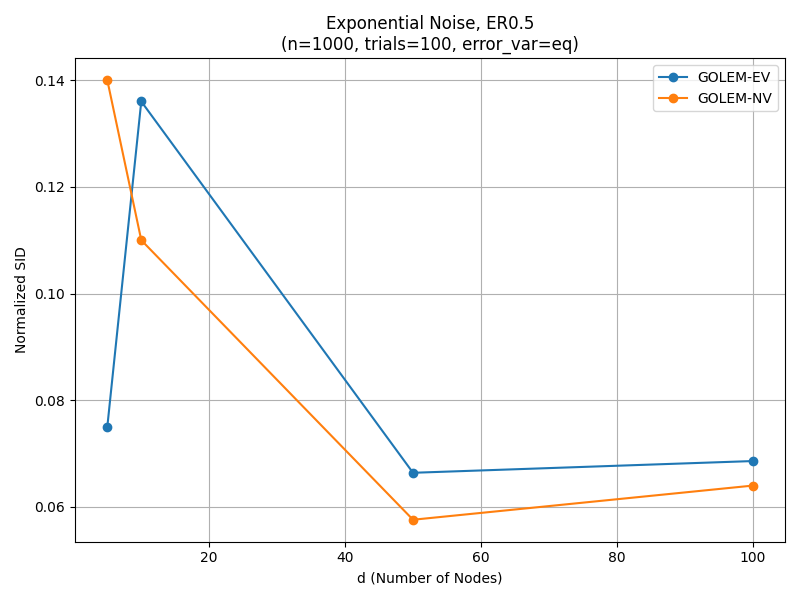 Exponential Noise, ER0.5
(n=1000, trials=100, error_var=eq)
GOLEM-EV
GOLEM-NV
Normalized SID
0.14
0.12
0.10
0.08
0.06
20
40
60
80
100
d (Number of Nodes)